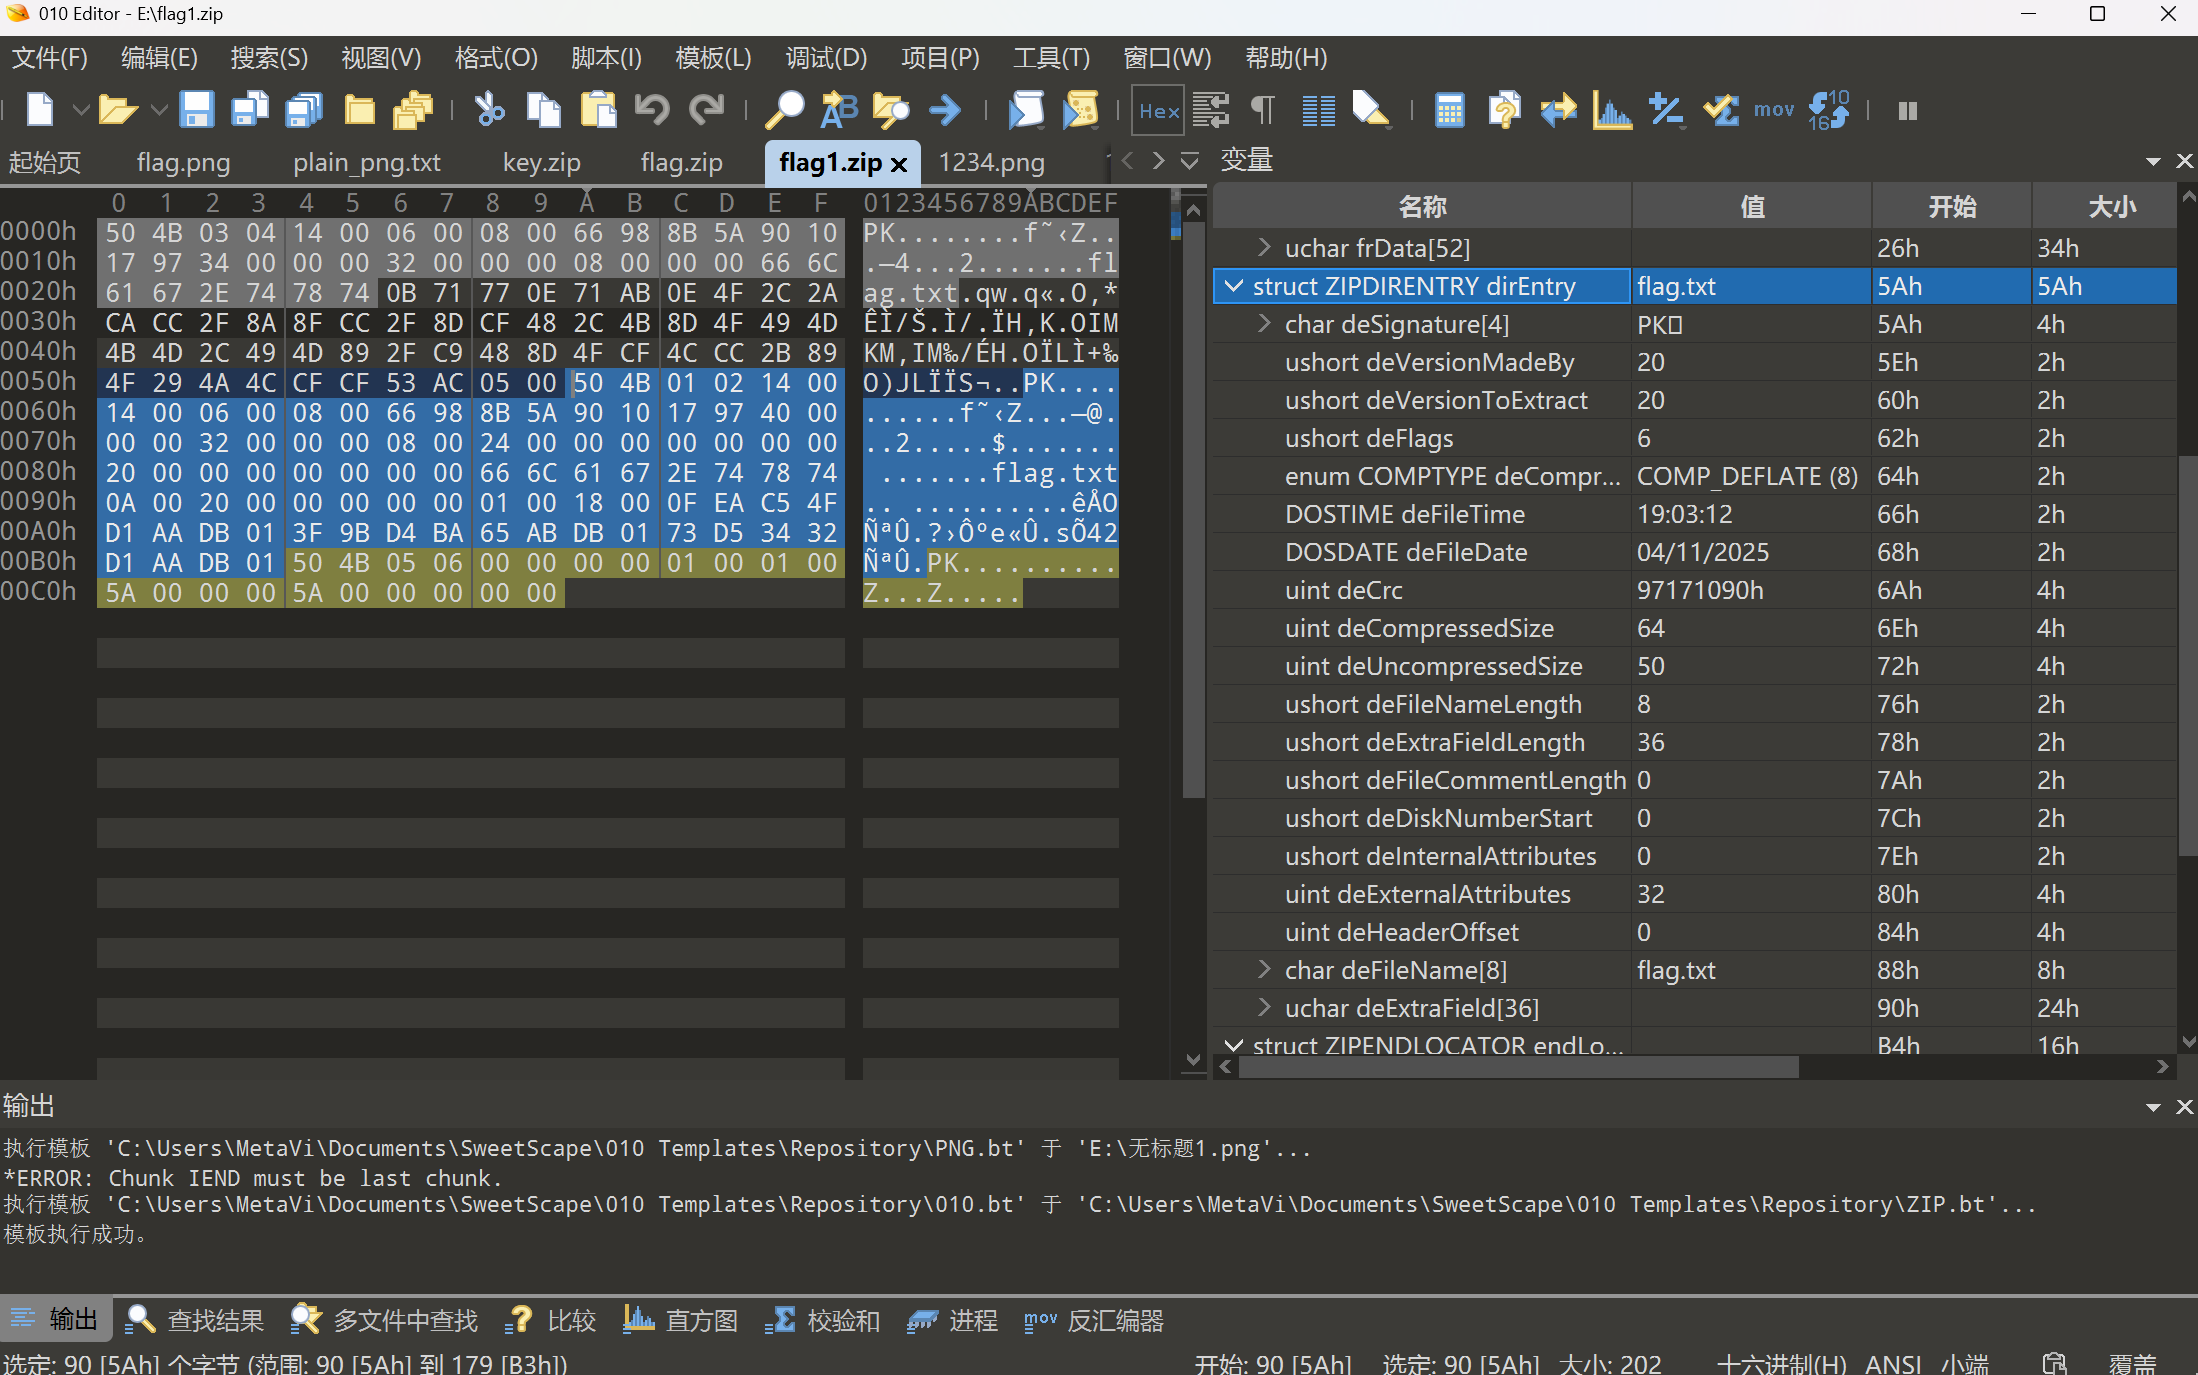 010 Editor - E:\flag1.zip
文件(F) 编辑(E) 搜索(S) 视图(V) 格式(O) 脚本(I) 模板(L) 调试(D) 项目(P) 工具(T) 窗口(W) 帮助(H)
Hex mov 10 16
起始页 flag.png plain_png.txt key.zip flag.zip flag1.zip 1234.png
0 1 2 3 4 5 6 7 8 9 A B C D E F 0123456789ABCDEF
0000h 50 4B 03 04 14 00 06 00 08 00 66 98 8B 5A 90 10 PK........f˜‹Z..
0010h 17 97 34 00 00 00 32 00 00 00 08 00 00 00 66 6C .—4...2.......fl
0020h 61 67 2E 74 78 74 0B 71 77 0E 71 AB 0E 4F 2C 2A ag.txt.qw.q«.O,*
0030h CA CC 2F 8A 8F CC 2F 8D CF 48 2C 4B 8D 4F 49 4D ÊÌ/Š.Ì/.ÏH,K.OIM
0040h 4B 4D 2C 49 4D 89 2F C9 48 8D 4F CF 4C CC 2B 89 KM,IM‰/ÉH.OÏLÌ+‰
0050h 4F 29 4A 4C CF CF 53 AC 05 00 50 4B 01 02 14 00 O)JLÏÏS¬..PK....
0060h 14 00 06 00 08 00 66 98 8B 5A 90 10 17 97 40 00 ......f˜‹Z...—@.
0070h 00 00 32 00 00 00 08 00 24 00 00 00 00 00 00 00 ..2.....$.......
0080h 20 00 00 00 00 00 00 00 66 6C 61 67 2E 74 78 74  .......flag.txt
0090h 0A 00 20 00 00 00 00 00 01 00 18 00 0F EA C5 4F .. ..........êÅO
00A0h D1 AA DB 01 3F 9B D4 BA 65 AB DB 01 73 D5 34 32 ÑªÛ.?›Ôºe«Û.sÕ42
00B0h D1 AA DB 01 50 4B 05 06 00 00 00 00 01 00 01 00 ÑªÛ.PK..........
00C0h 5A 00 00 00 5A 00 00 00 00 00 Z...Z.....
变量
名称 值 开始 大小
uchar frData[52] 26h 34h
struct ZIPDIRENTRY dirEntry flag.txt 5Ah 5Ah
char deSignature[4] PK 5Ah 4h
ushort deVersionMadeBy 20 5Eh 2h
ushort deVersionToExtract 20 60h 2h
ushort deFlags 6 62h 2h
enum COMPTYPE deCompr... COMP_DEFLATE (8) 64h 2h
DOSTIME deFileTime 19:03:12 66h 2h
DOSDATE deFileDate 04/11/2025 68h 2h
uint deCrc 97171090h 6Ah 4h
uint deCompressedSize 64 6Eh 4h
uint deUncompressedSize 50 72h 4h
ushort deFileNameLength 8 76h 2h
ushort deExtraFieldLength 36 78h 2h
ushort deFileCommentLength 0 7Ah 2h
ushort deDiskNumberStart 0 7Ch 2h
ushort deInternalAttributes 0 7Eh 2h
uint deExternalAttributes 32 80h 4h
uint deHeaderOffset 0 84h 4h
char deFileName[8] flag.txt 88h 8h
uchar deExtraField[36] 90h 24h
struct ZIPENDLOCATOR endLo... B4h 16h
输出
执行模板 'C:\Users\MetaVi\Documents\SweetScape\010 Templates\Repository\PNG.bt' 于 'E:\无标题1.png'...
*ERROR: Chunk IEND must be last chunk.
执行模板 'C:\Users\MetaVi\Documents\SweetScape\010 Templates\Repository\010.bt' 于 'C:\Users\MetaVi\Documents\SweetScape\010 Templates\Repository\ZIP.bt'...
模板执行成功。
输出 查找结果 多文件中查找 比较 直方图 校验和 进程 mov 反汇编器
选定: 90 [5Ah] 个字节 (范围: 90 [5Ah] 到 179 [B3h]) 开始: 90 [5Ah] 选定: 90 [5Ah] 大小: 202 十六进制(H) ANSI 小端 覆盖